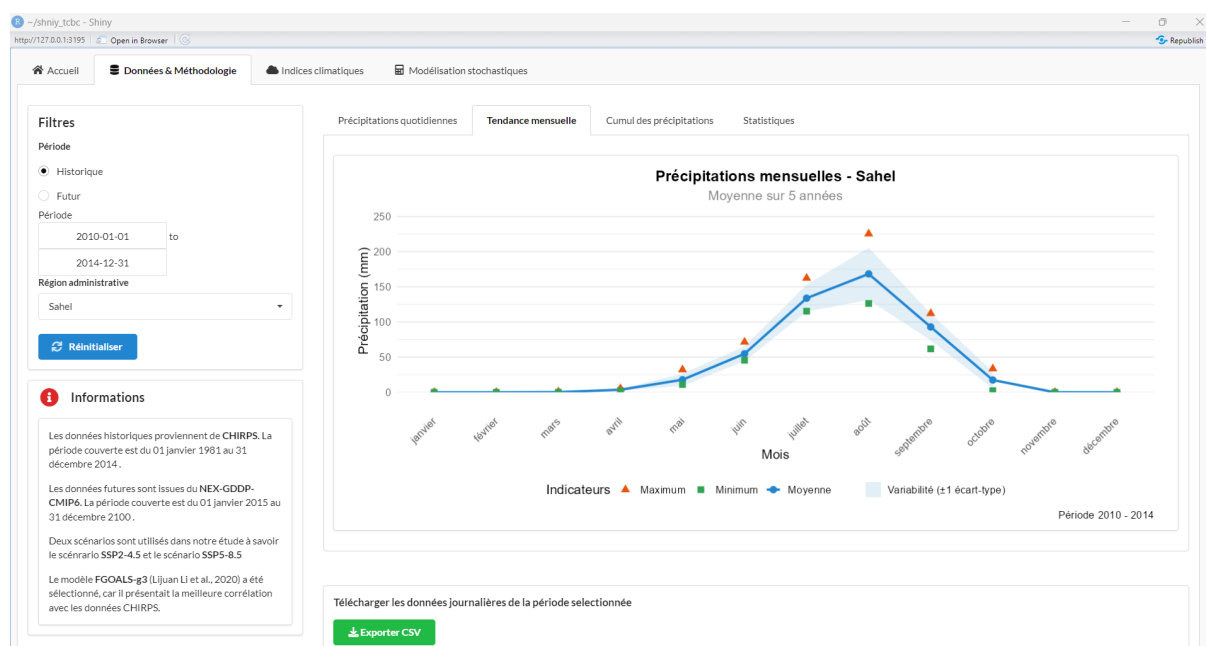 ~/shniy_tcbc - Shiny
http://127.0.0.1:3195 Open in Browser Republish
Accueil Données & Méthodologie Indices climatiques Modélisation stochastiques
Filtres
Période
Historique
Futur
Période
2010-01-01 to
2014-12-31
Région administrative
Sahel
Réinitialiser
Informations
Les données historiques proviennent de CHIRPS. La
période couverte est du 01 janvier 1981 au 31
décembre 2014 .
Les données futures sont issues du NEX-GDDP-
CMIP6. La période couverte est du 01 janvier 2015 au
31 décembre 2100 .
Deux scénarios sont utilisés dans notre étude à savoir
le scénrario SSP2-4.5 et le scénario SSP5-8.5
Le modèle FGOALS-g3 (Lijuan Li et al., 2020) a été
sélectionné, car il présentait la meilleure corrélation
avec les données CHIRPS.
Précipitations quotidiennes Tendance mensuelle Cumul des précipitations Statistiques
Précipitations mensuelles - Sahel
Moyenne sur 5 années
Précipitation (mm)
250
200
150
100
50
0
janvier février mars avril mai juin juillet août septembre octobre novembre décembre
Mois
Indicateurs Maximum Minimum Moyenne Variabilité (±1 écart-type)
Période 2010 - 2014
Télécharger les données journalières de la période selectionnée
Exporter CSV